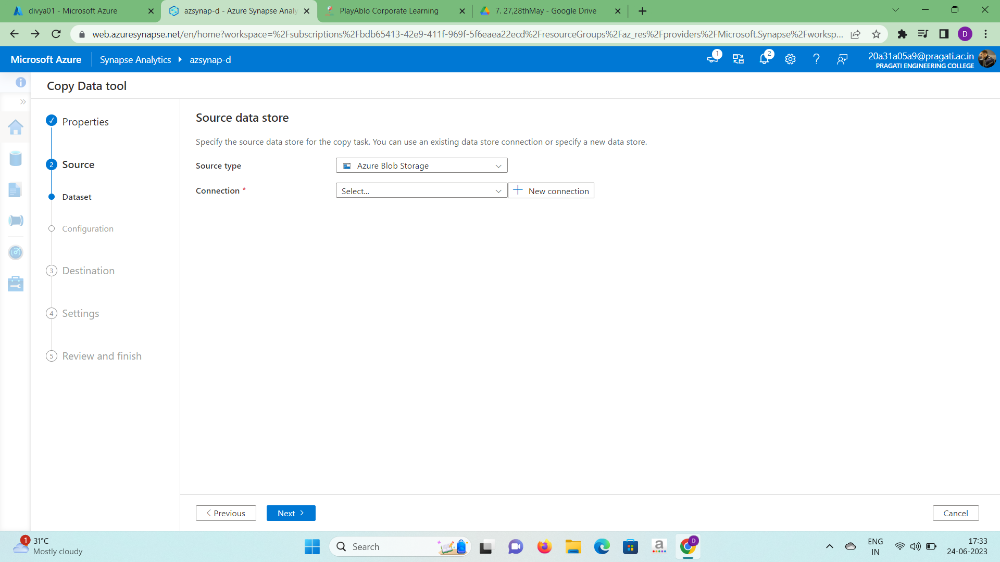 divya01 - Microsoft Azure
azsynap-d - Azure Synapse Analy
PlayAblo Corporate Learning
7. 27,28thMay - Google Drive
web.azuresynapse.net/en/home?workspace=%2Fsubscriptions%2Fbdb65413-42e9-411f-969f-5f6eaea22ecd%2FresourceGroups%2Faz_res%2Fproviders%2FMicrosoft.Synapse%2Fworksp...
D
Microsoft Azure
Synapse Analytics
azsynap-d
1
2
20a31a05a9@pragati.ac.in
PRAGATI ENGINEERING COLLEGE
Copy Data tool
Properties
2 Source
Dataset
Configuration
3 Destination
4 Settings
5 Review and finish
Source data store
Specify the source data store for the copy task. You can use an existing data store connection or specify a new data store.
Source type
Azure Blob Storage
Connection *
Select...
New connection
Previous
Next
Cancel
1
31°C
Mostly cloudy
Search
a
D
ENG
IN
17:33
24-06-2023